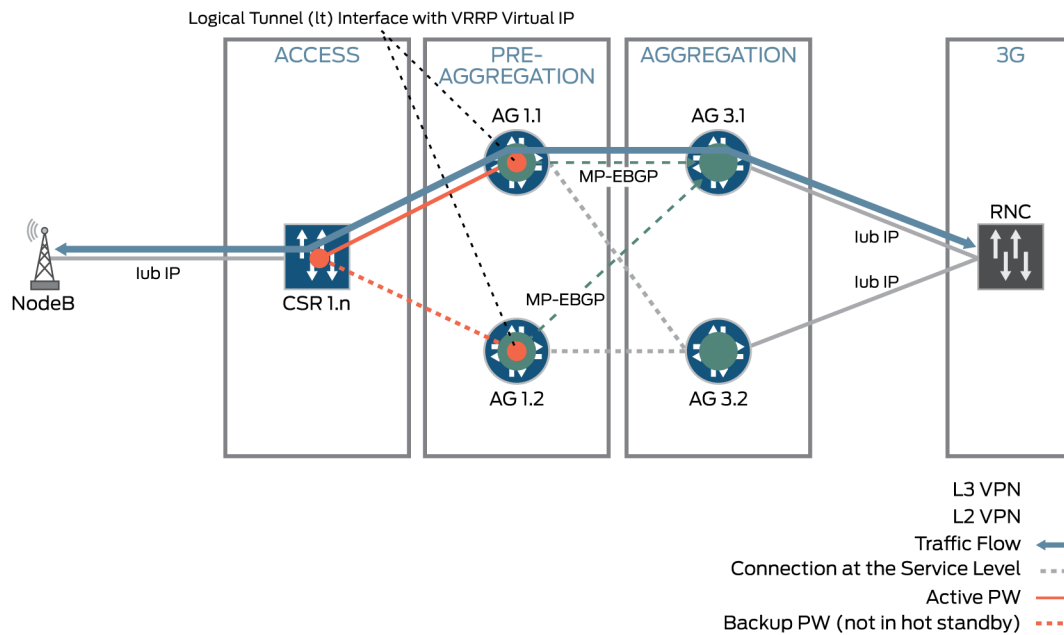 Logical Tunnel (lt) Interface with VRRP Virtual IP
ACCESS
PRE-
AGGREGATION
AGGREGATION
3G
AG 1.1
AG 3.1
MP-EBGP
RNC
Iub IP
Iub IP
NodeB
CSR 1.n
Iub IP
MP-EBGP
AG 1.2
AG 3.2
L3 VPN
L2 VPN
Traffic Flow
Connection at the Service Level
Active PW
Backup PW (not in hot standby)